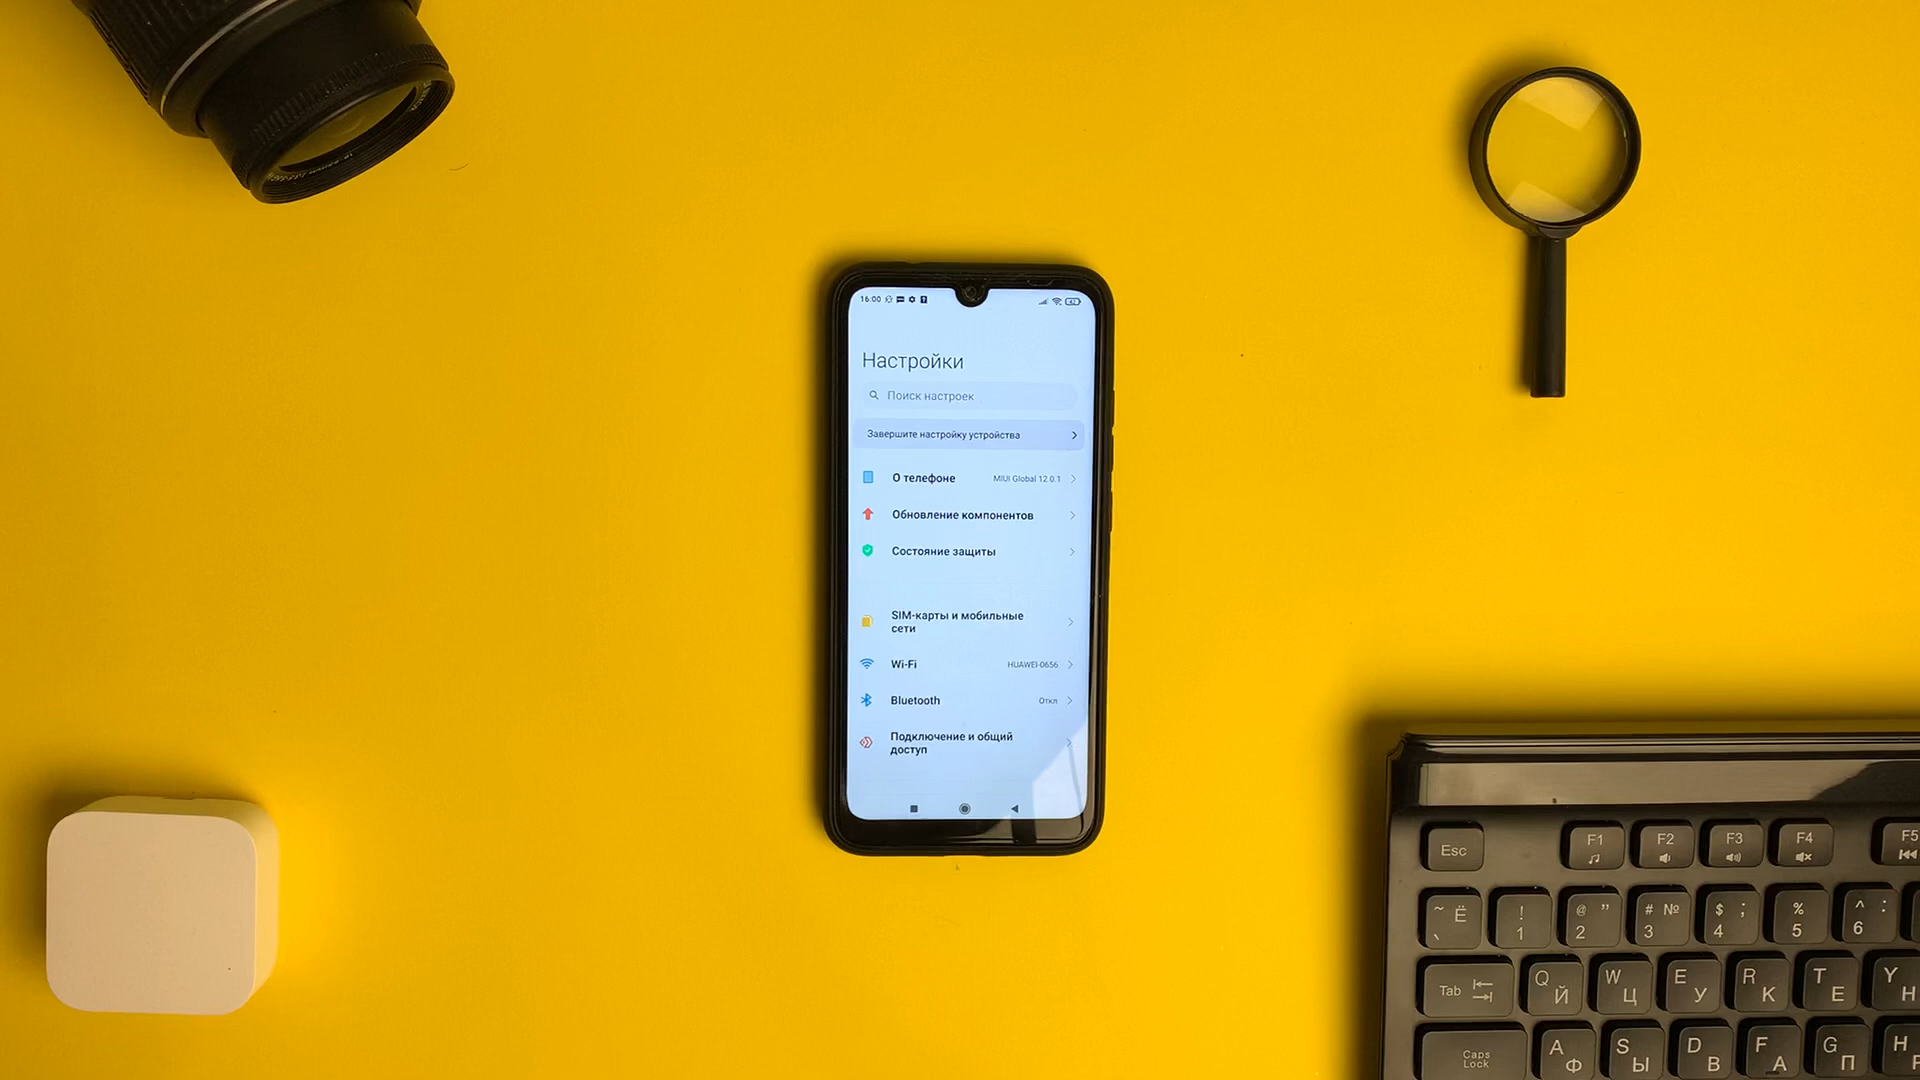 16:00
Настройки
Поиск настроек
Завершите настройку устройства
О телефоне MIUI Global 12.0.1
Обновление компонентов
Состояние защиты
SIM-карты и мобильные
сети
Wi-Fi HUAWEI-0656
Bluetooth Откл
Подключение и общий
доступ
Esc F1 F2 F3 F4 F5
~ Ё ! @ " # № $ ; % ^ :
` 1 2 3 4 5 6
Tab Q Й W Ц E У R К T Е Y Н
Caps
Lock
A Ф S Ы D В F А G П H